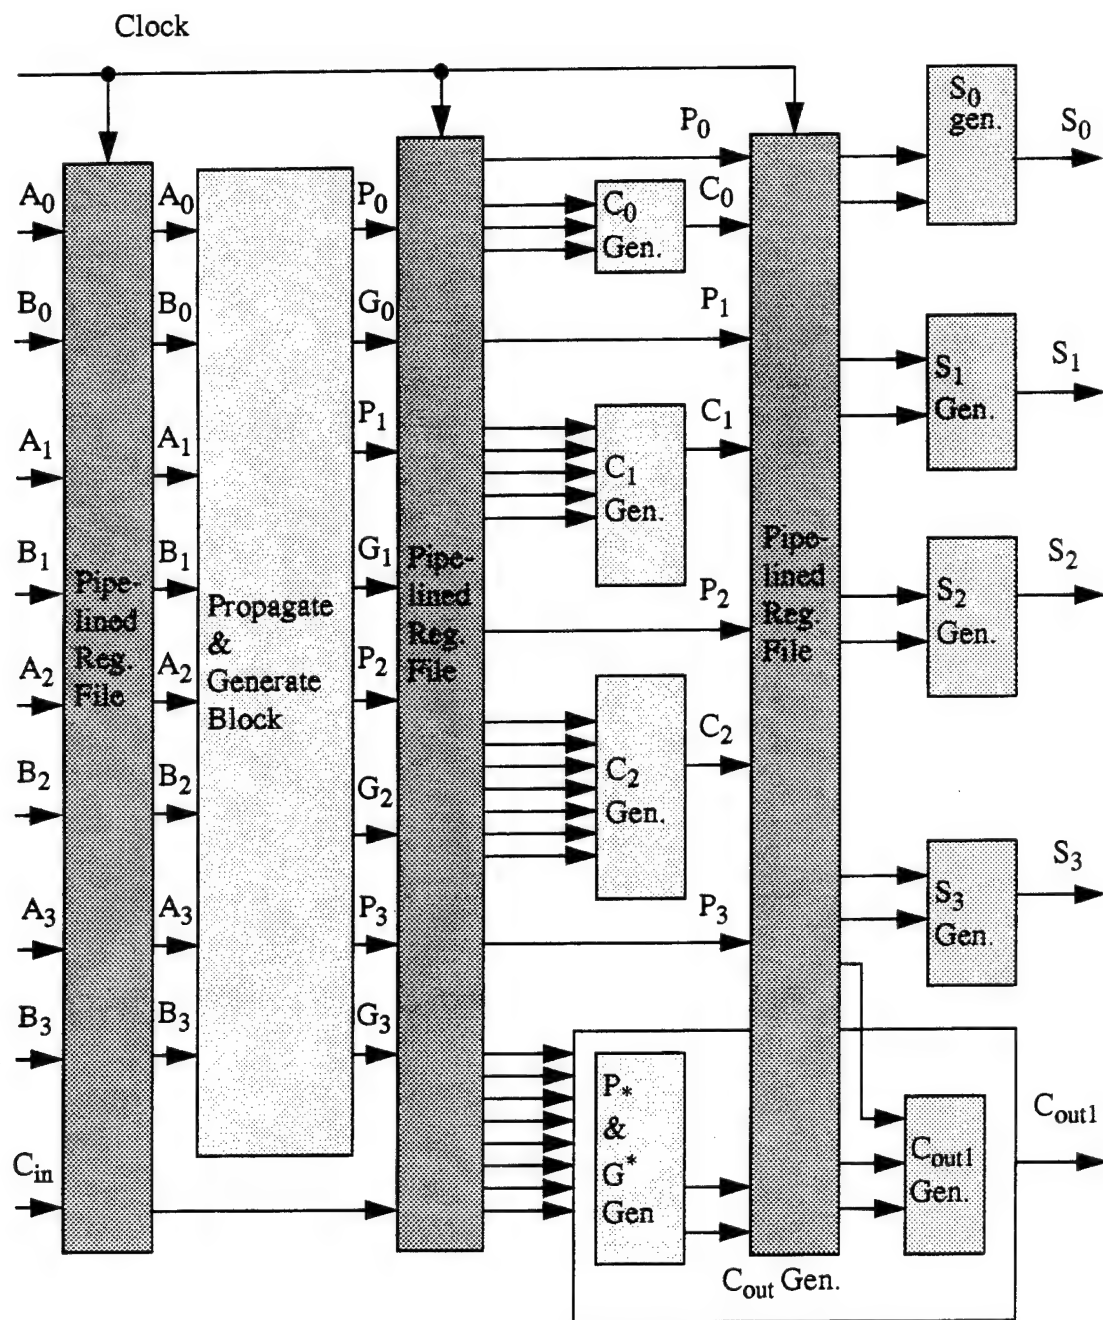 Clock
A0
B0
A1
B1
A2
B2
A3
B3
Cin
Pipe-
lined
Reg.
File
A0
B0
A1
B1
A2
B2
A3
B3
Propagate
&
Generate
Block
P0
G0
P1
G1
P2
G2
P3
G3
Pipe-
lined
Reg.
File
P0
C0
Gen.
C0
P1
C1
Gen.
C1
P2
C2
Gen.
C2
P3
P*
&
G*
Gen
Cout Gen.
Pipe-
lined
Reg.
File
S0
gen.
S0
S1
Gen.
S1
S2
Gen.
S2
S3
Gen.
S3
Cout1
Gen.
Cout1